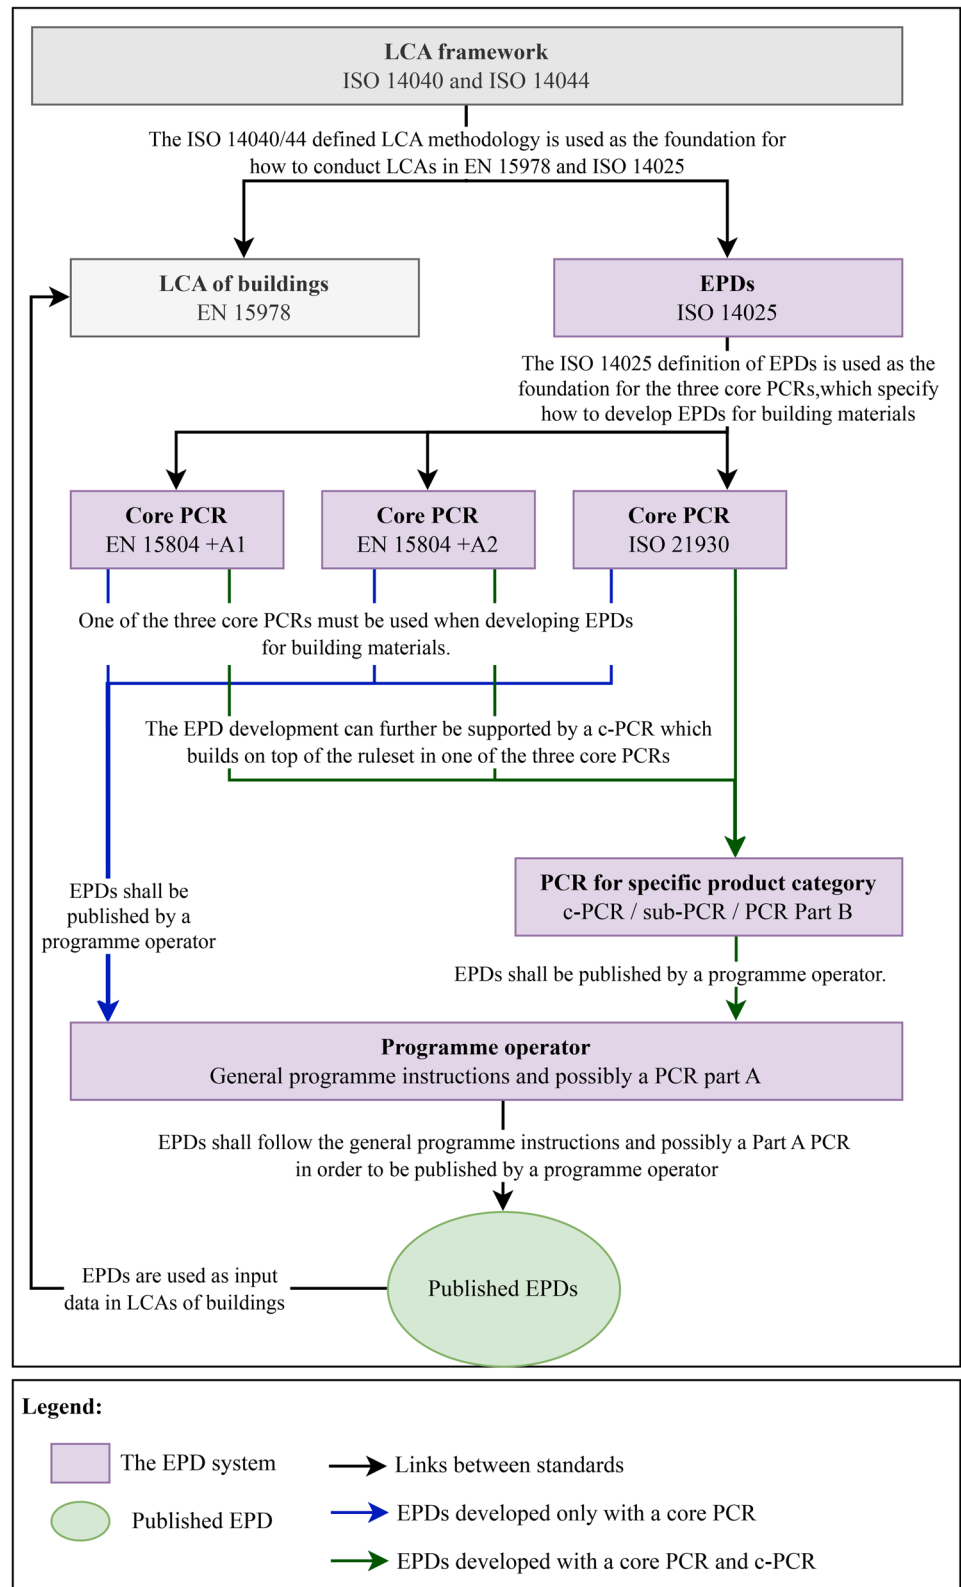 LCA framework
ISO 14040 and ISO 14044
The ISO 14040/44 defined LCA methodology is used as the foundation for
how to conduct LCAs in EN 15978 and ISO 14025
LCA of buildings
EN 15978
EPDs
ISO 14025
The ISO 14025 definition of EPDs is used as the
foundation for the three core PCRs,which specify
how to develop EPDs for building materials
Core PCR
EN 15804 +A1
Core PCR
EN 15804 +A2
Core PCR
ISO 21930
One of the three core PCRs must be used when developing EPDs
for building materials.
The EPD development can further be supported by a c-PCR which
builds on top of the ruleset in one of the three core PCRs
PCR for specific product category
c-PCR / sub-PCR / PCR Part B
EPDs shall be
published by a
programme operator
EPDs shall be published by a programme operator.
Programme operator
General programme instructions and possibly a PCR part A
EPDs shall follow the general programme instructions and possibly a Part A PCR
in order to be published by a programme operator
Published EPDs
EPDs are used as input
data in LCAs of buildings
Legend:
The EPD system
Published EPD
Links between standards
EPDs developed only with a core PCR
EPDs developed with a core PCR and c-PCR